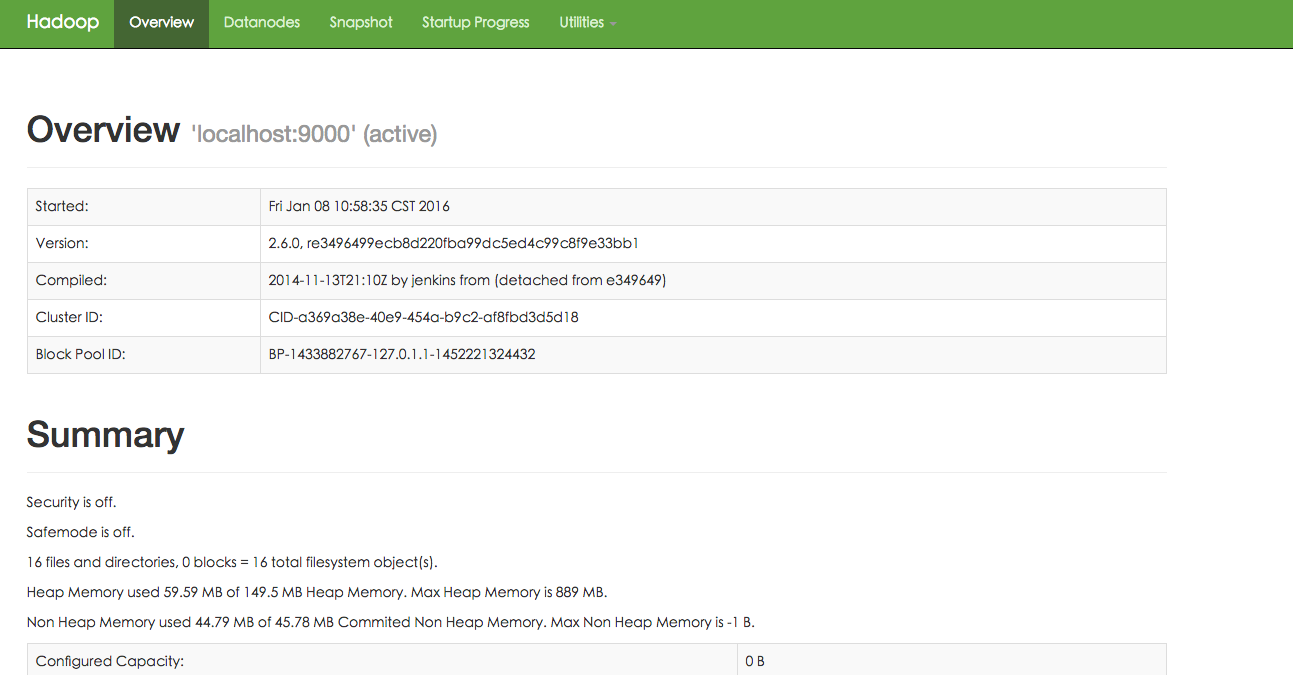 Hadoop Overview Datanodes Snapshot Startup Progress Utilities
Overview 'localhost:9000' (active)
Started: Fri Jan 08 10:58:35 CST 2016
Version: 2.6.0, re3496499ecb8d220fba99dc5ed4c99c8f9e33bb1
Compiled: 2014-11-13T21:10Z by jenkins from (detached from e349649)
Cluster ID: CID-a369a38e-40e9-454a-b9c2-af8fbd3d5d18
Block Pool ID: BP-1433882767-127.0.1.1-1452221324432
Summary
Security is off.
Safemode is off.
16 files and directories, 0 blocks = 16 total filesystem object(s).
Heap Memory used 59.59 MB of 149.5 MB Heap Memory. Max Heap Memory is 889 MB.
Non Heap Memory used 44.79 MB of 45.78 MB Commited Non Heap Memory. Max Non Heap Memory is -1 B.
Configured Capacity: 0 B